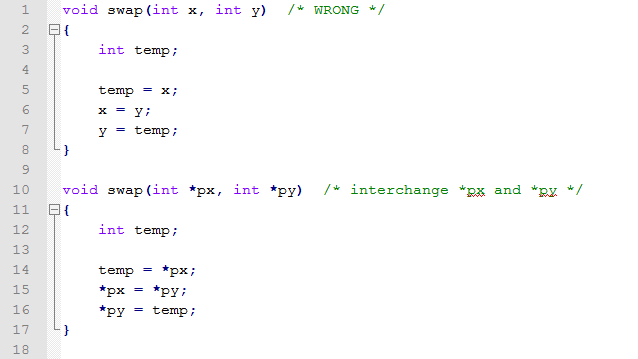 1 void swap(int x, int y)  /* WRONG */
2 {
3     int temp;
4
5     temp = x;
6     x = y;
7     y = temp;
8 }
9
10 void swap(int *px, int *py)  /* interchange *px and *py */
11 {
12     int temp;
13
14     temp = *px;
15     *px = *py;
16     *py = temp;
17 }
18